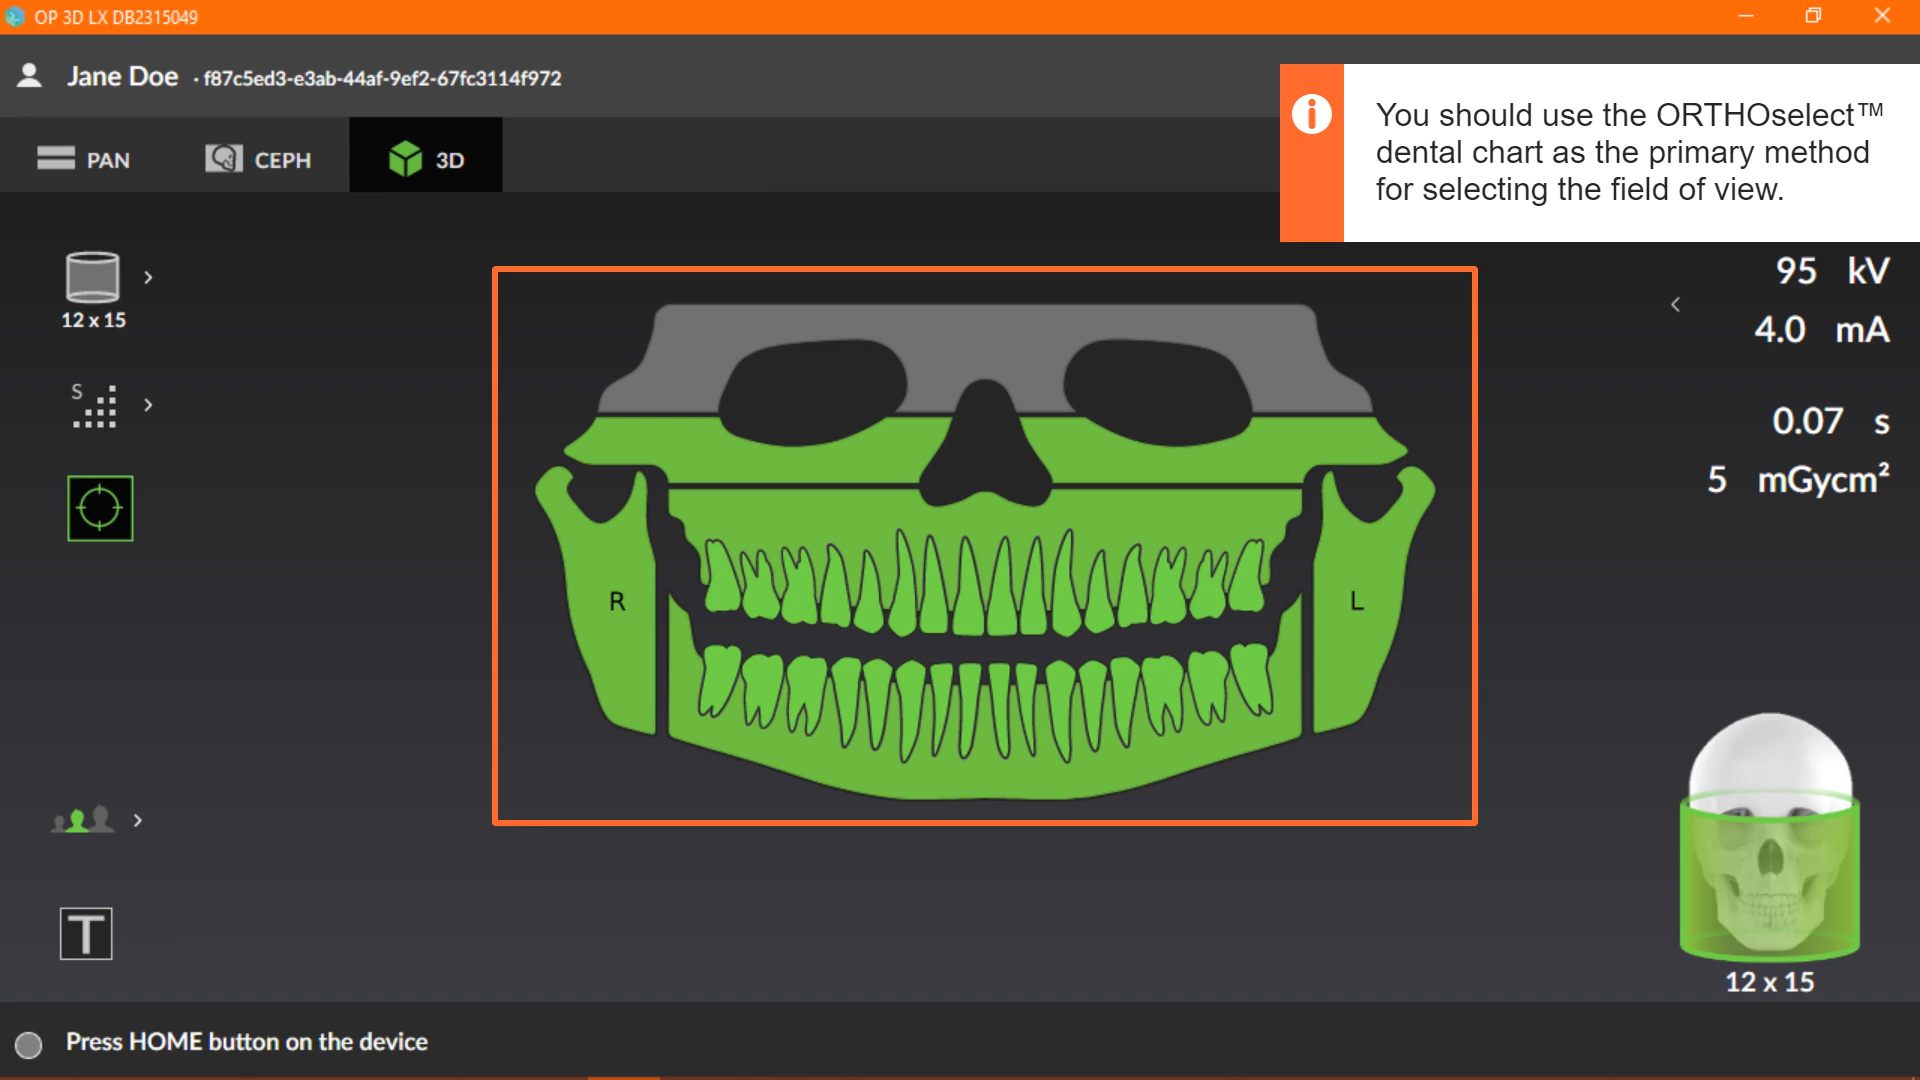 OP 3D LX DB2315049
Jane Doe · f87c5ed3-e3ab-44af-9ef2-67fc3114f972
You should use the ORTHOselect™
dental chart as the primary method
for selecting the field of view.
PAN
CEPH
3D
12 x 15
S
95 kV
4.0 mA
0.07 s
5 mGycm²
R
L
T
12 x 15
Press HOME button on the device